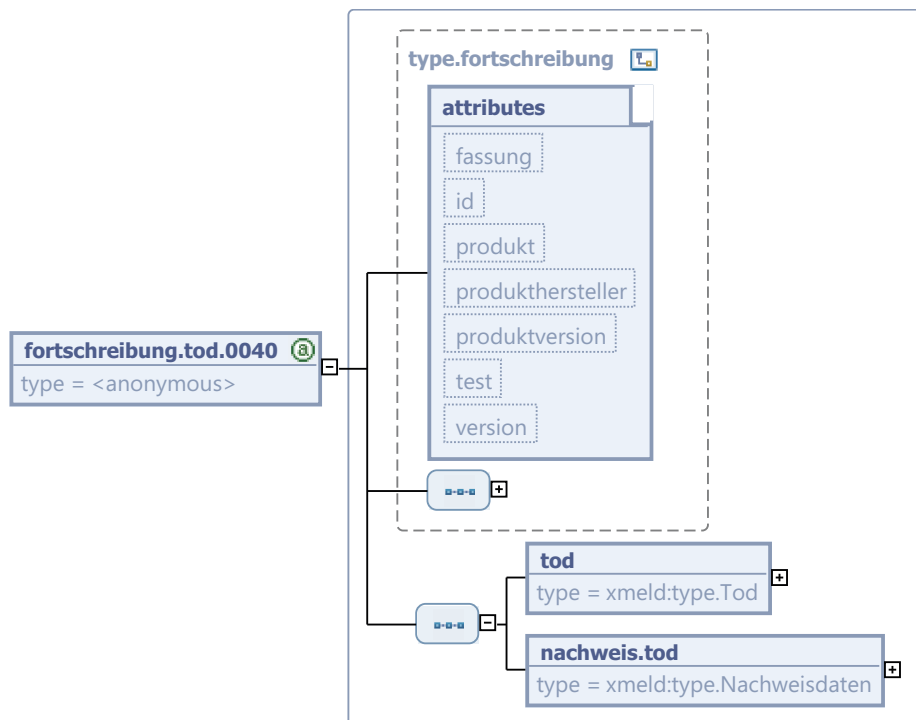 type.fortschreibung
attributes
fassung
id
produkt
produkthersteller
produktversion
test
version
fortschreibung.tod.0040 a
type = <anonymous>
tod
type = xmeld:type.Tod
nachweis.tod
type = xmeld:type.Nachweisdaten